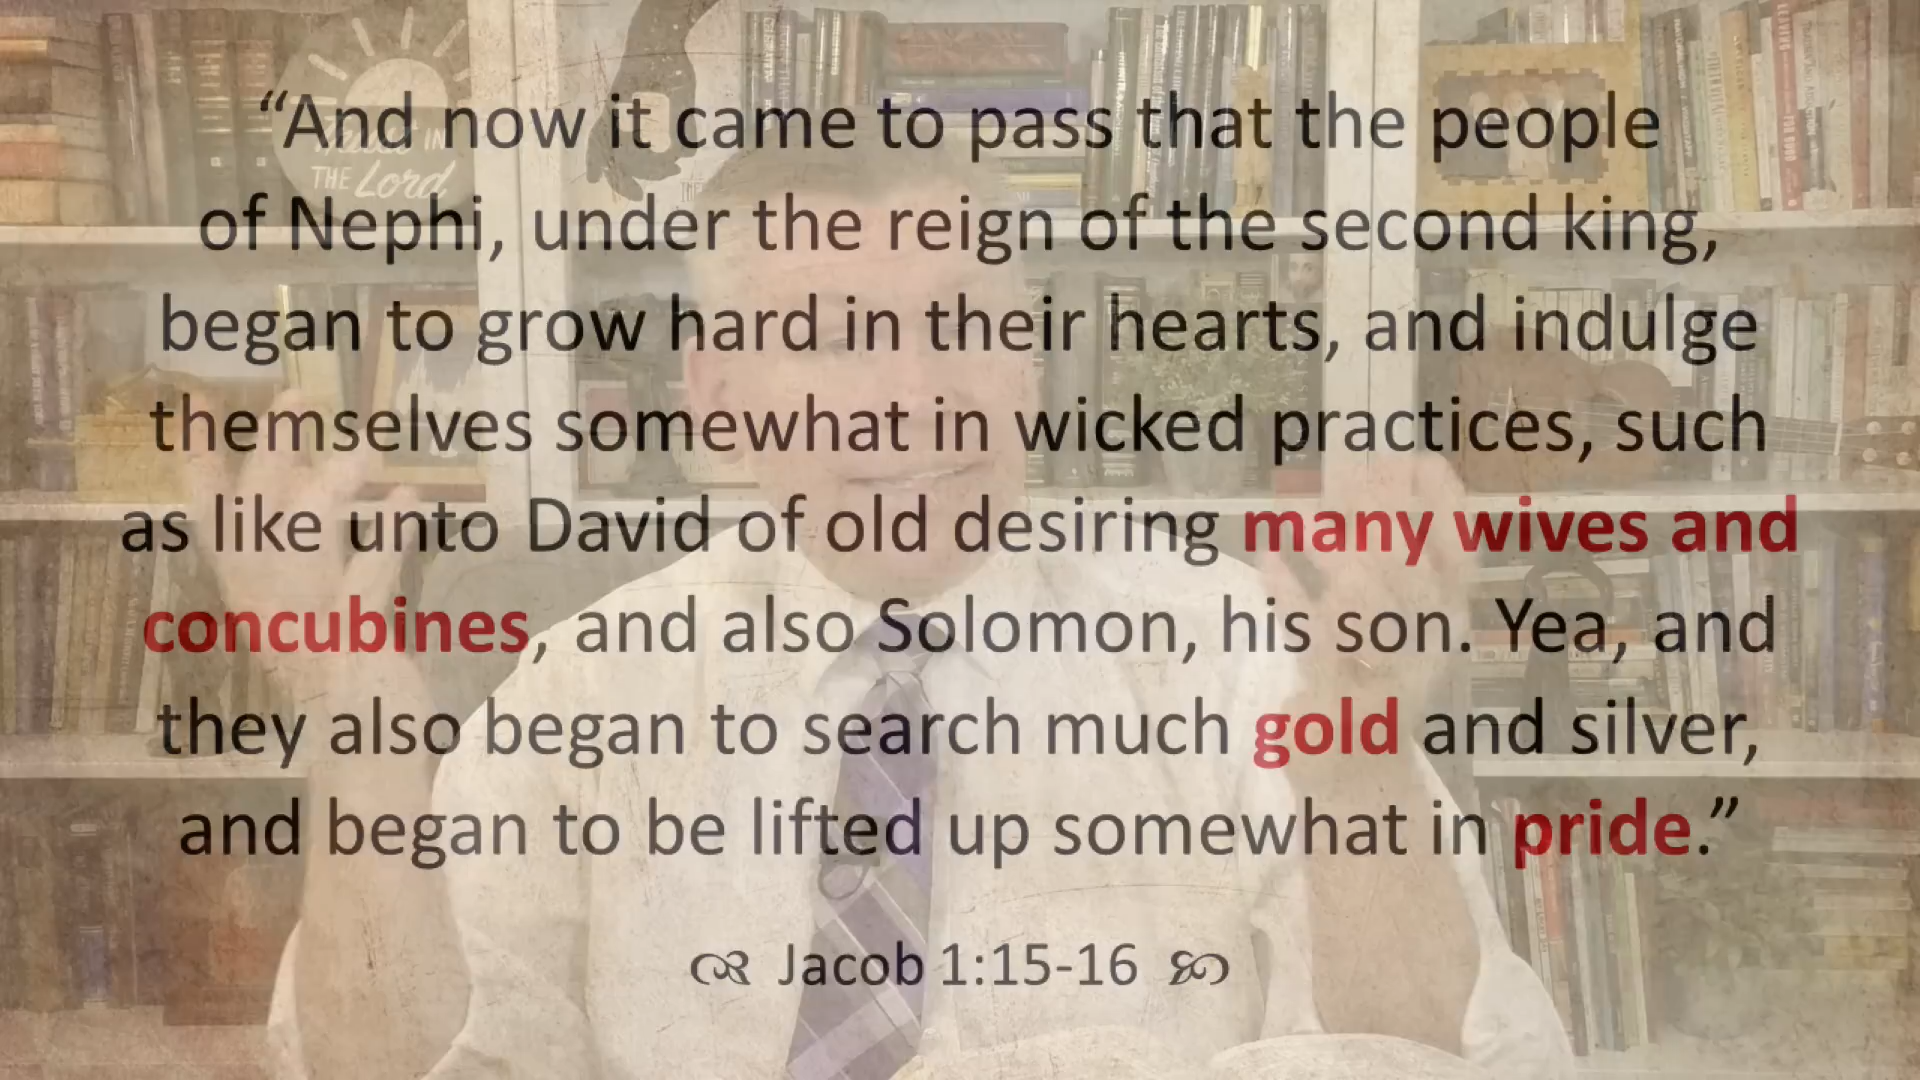 IN
THE Lord
“And now it came to pass that the people
of Nephi, under the reign of the second king,
began to grow hard in their hearts, and indulge
themselves somewhat in wicked practices, such
as like unto David of old desiring many wives and
concubines, and also Solomon, his son. Yea, and
they also began to search much gold and silver,
and began to be lifted up somewhat in pride.”
Jacob 1:15-16